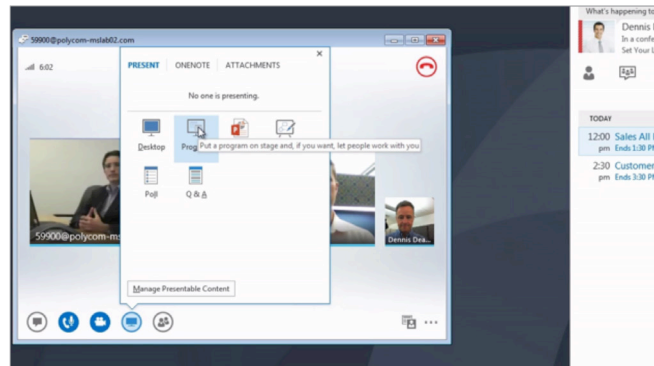 59900@polycom-mslab02.com
6:02
PRESENT ONENOTE ATTACHMENTS
No one is presenting.
Desktop
Put a program on stage and, if you want, let people work with you
Poll
Q & A
59900@polycom-ms
Dennis Dea...
Manage Presentable Content
What's happening to
Dennis
In a confe
Set Your L
TODAY
12:00 Sales All
pm Ends 1:30 PM
2:30 Customer
pm Ends 3:30 PM